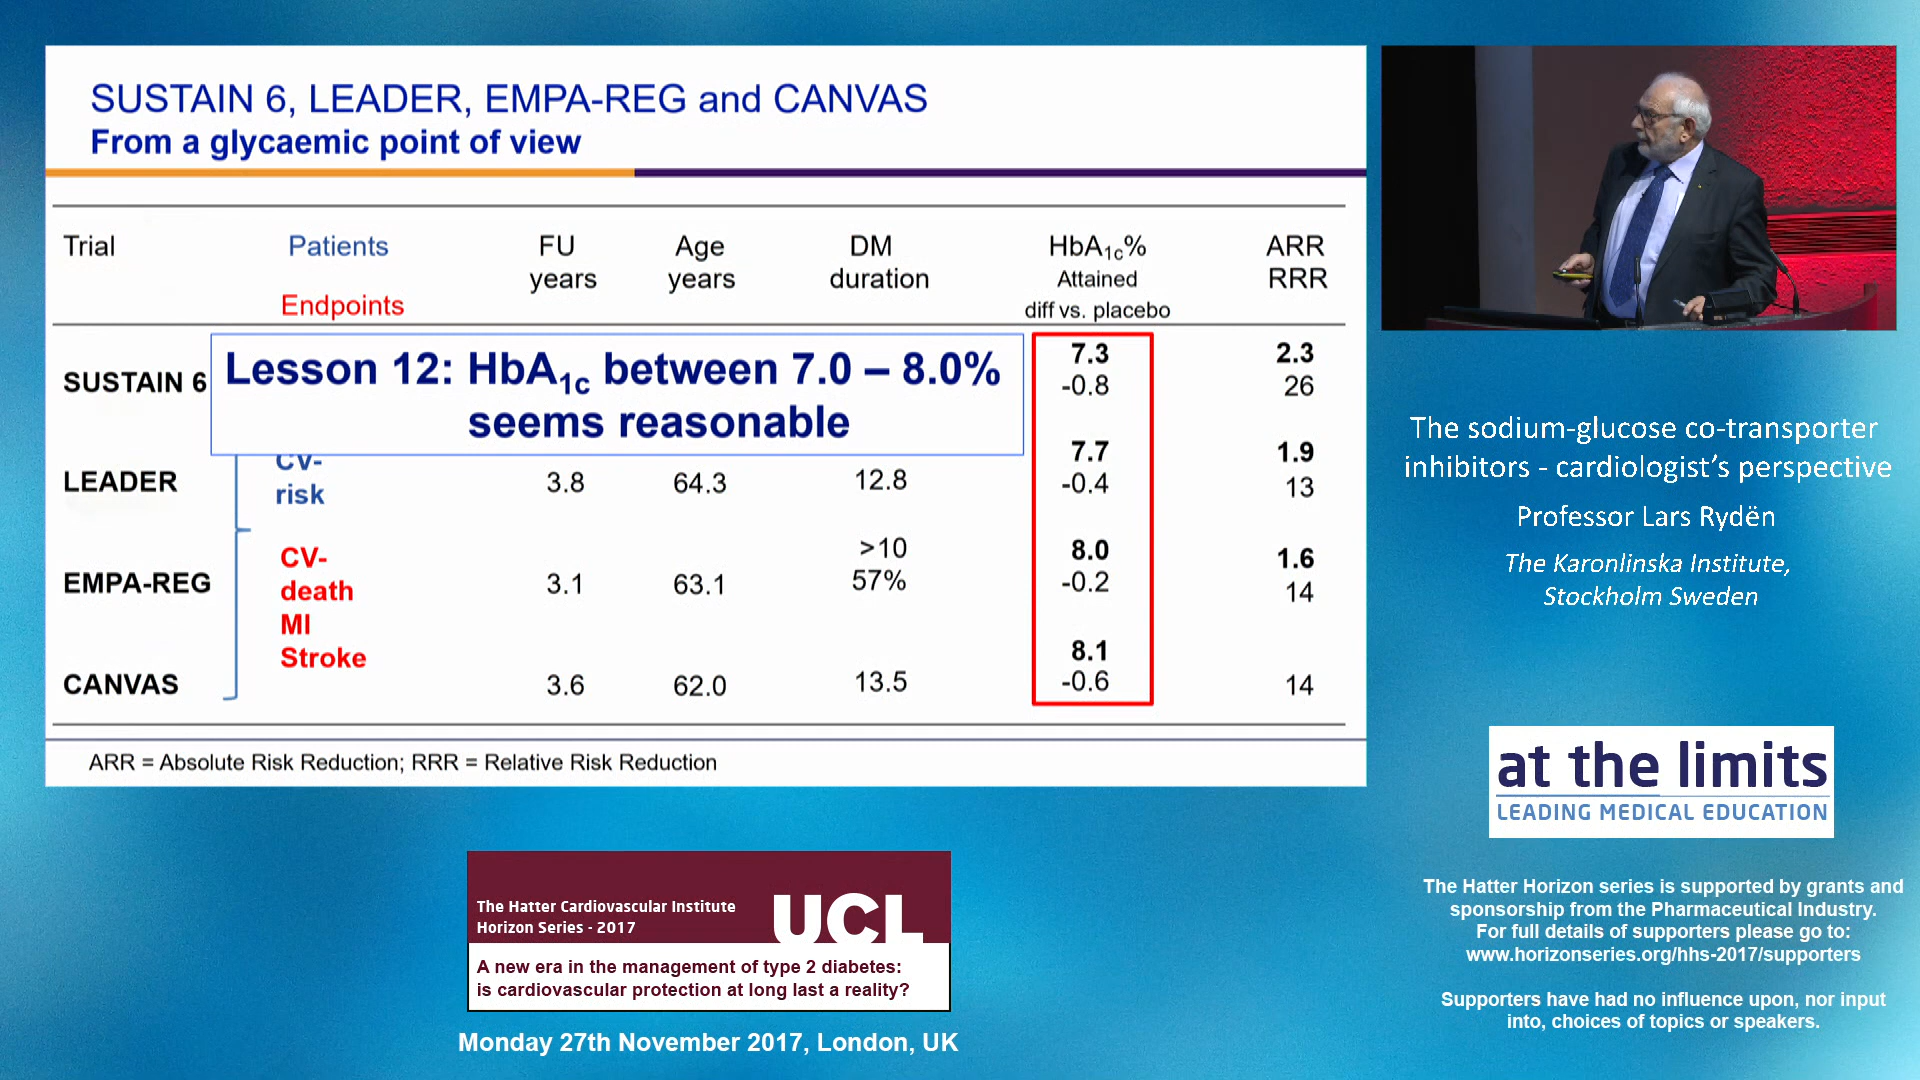 SUSTAIN 6, LEADER, EMPA-REG and CANVAS
From a glycaemic point of view
Trial Patients FU Age DM HbA1c% ARR
years years duration Attained RRR
Endpoints diff vs. placebo
Lesson 12: HbA1c between 7.0 – 8.0%
seems reasonable
SUSTAIN 6 7.3 2.3
-0.8 26
CV-
risk
LEADER 3.8 64.3 12.8 7.7 1.9
-0.4 13
CV-
death
MI
Stroke
EMPA-REG 3.1 63.1 >10 8.0 1.6
57% -0.2 14
CANVAS 3.6 62.0 13.5 8.1
-0.6 14
ARR = Absolute Risk Reduction; RRR = Relative Risk Reduction
The sodium-glucose co-transporter
inhibitors - cardiologist's perspective
Professor Lars Rydën
The Karonlinska Institute,
Stockholm Sweden
at the limits
LEADING MEDICAL EDUCATION
The Hatter Horizon series is supported by grants and
sponsorship from the Pharmaceutical Industry.
For full details of supporters please go to:
www.horizonseries.org/hhs-2017/supporters
Supporters have had no influence upon, nor input
into, choices of topics or speakers.
The Hatter Cardiovascular Institute
Horizon Series - 2017
UCL
A new era in the management of type 2 diabetes:
is cardiovascular protection at long last a reality?
Monday 27th November 2017, London, UK